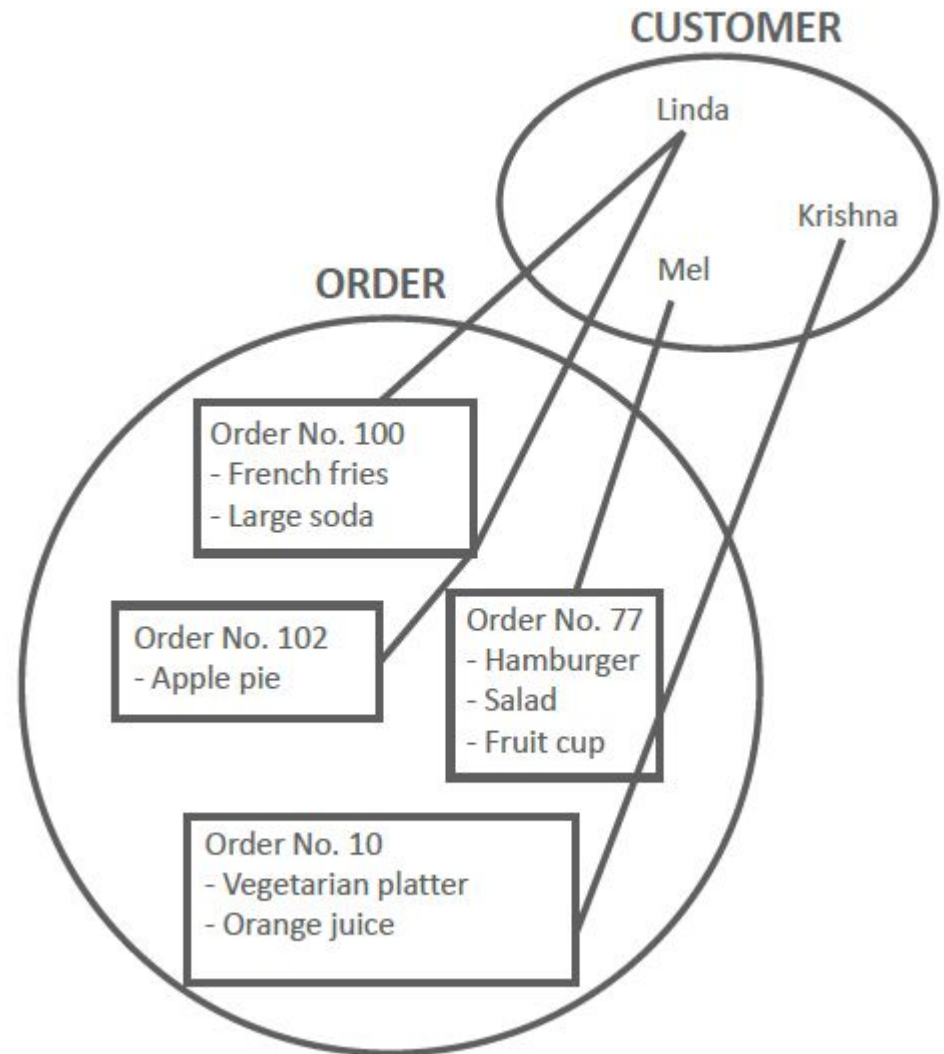 CUSTOMER
Linda
Krishna
Mel
ORDER
Order No. 100
- French fries
- Large soda
Order No. 102
- Apple pie
Order No. 77
- Hamburger
- Salad
- Fruit cup
Order No. 10
- Vegetarian platter
- Orange juice